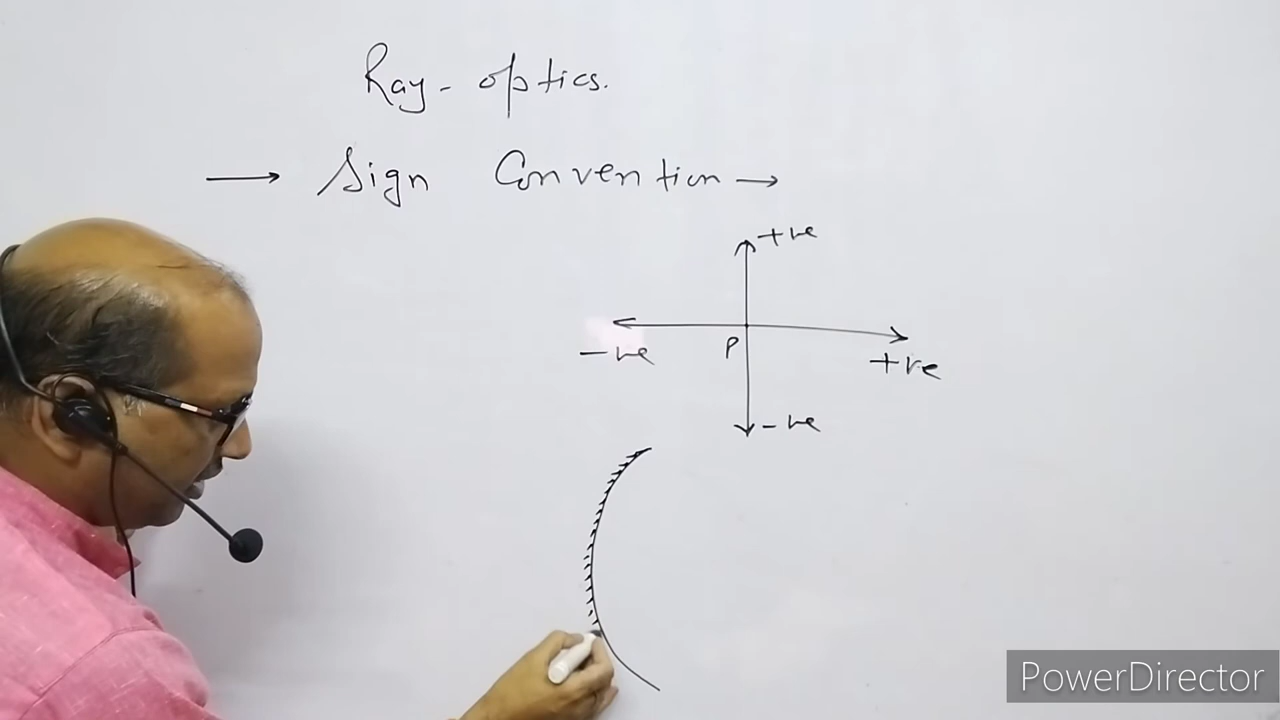 Ray-optics.
→ Sign Convention →
+ve
-ve P +ve
-ve
PowerDirector